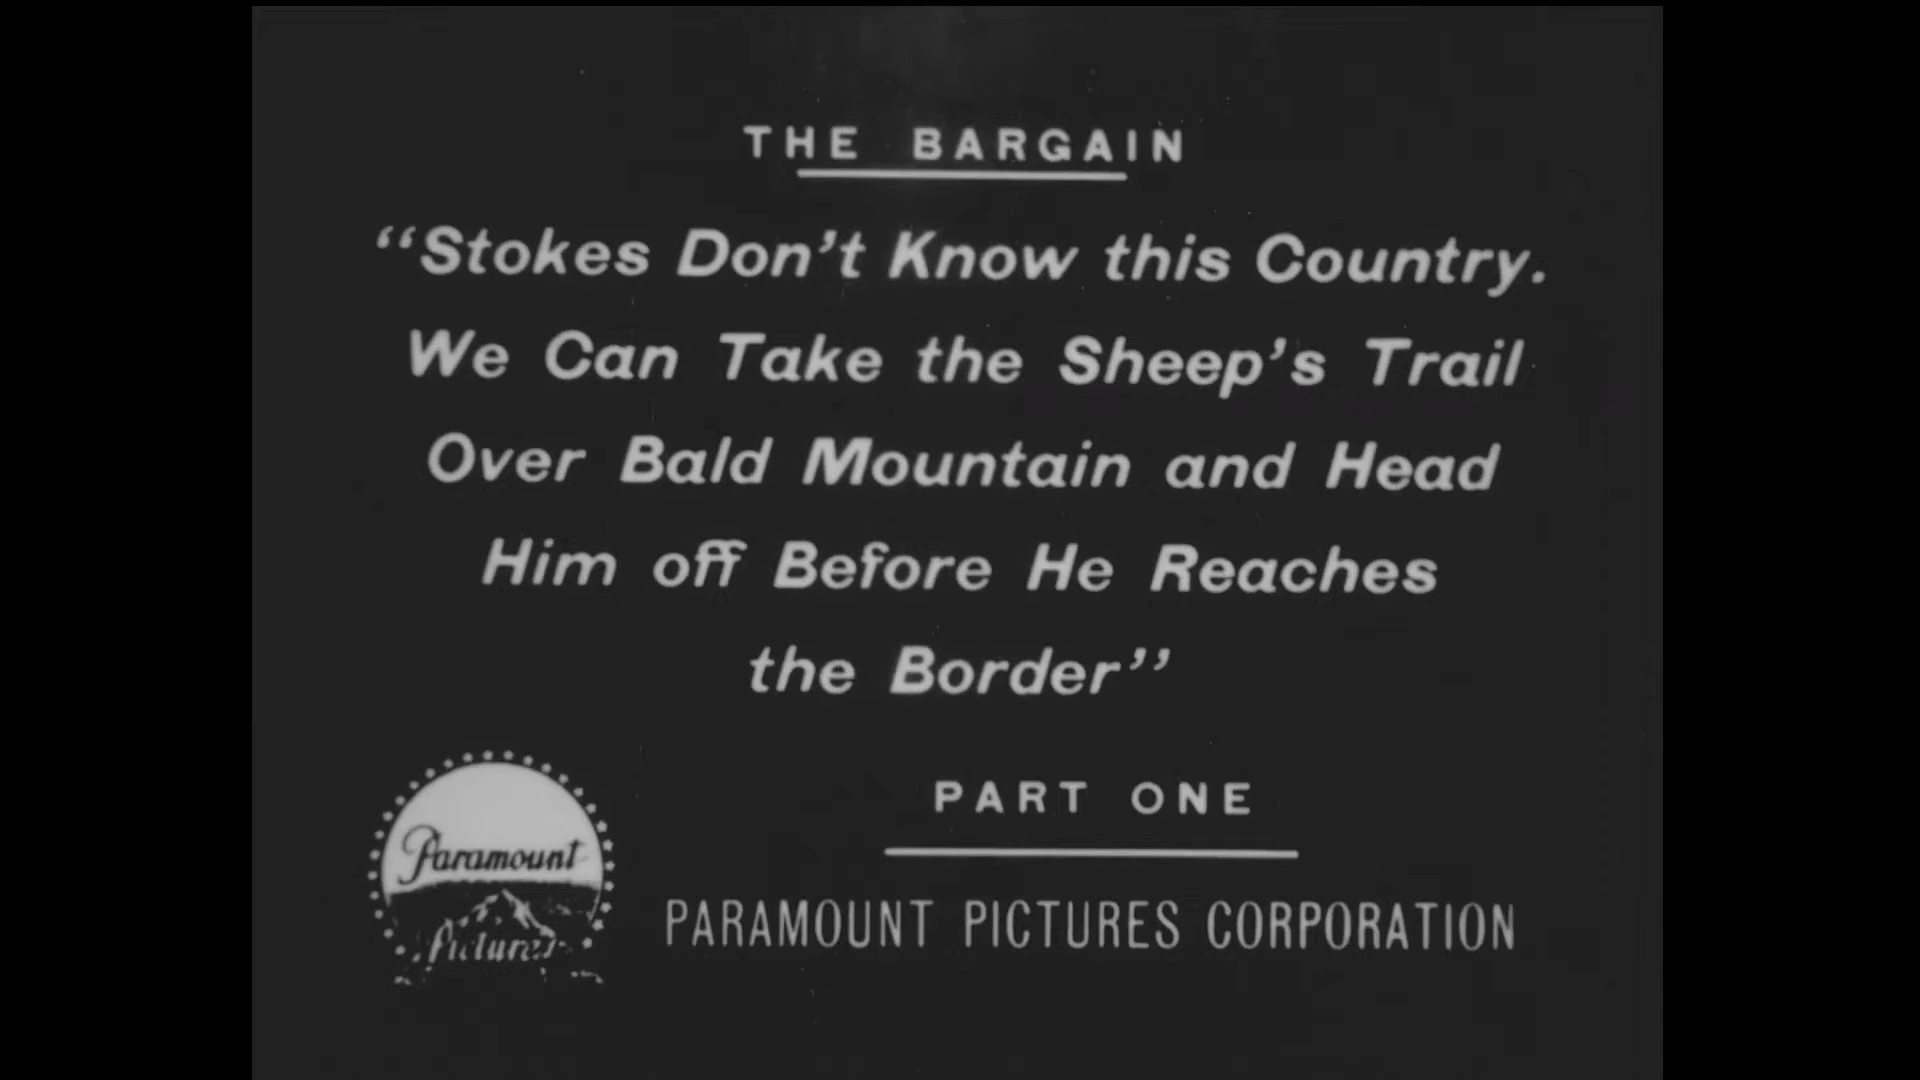 THE BARGAIN
“Stokes Don’t Know this Country.
We Can Take the Sheep’s Trail
Over Bald Mountain and Head
Him off Before He Reaches
the Border”
PART ONE
Paramount
Pictures
PARAMOUNT PICTURES CORPORATION